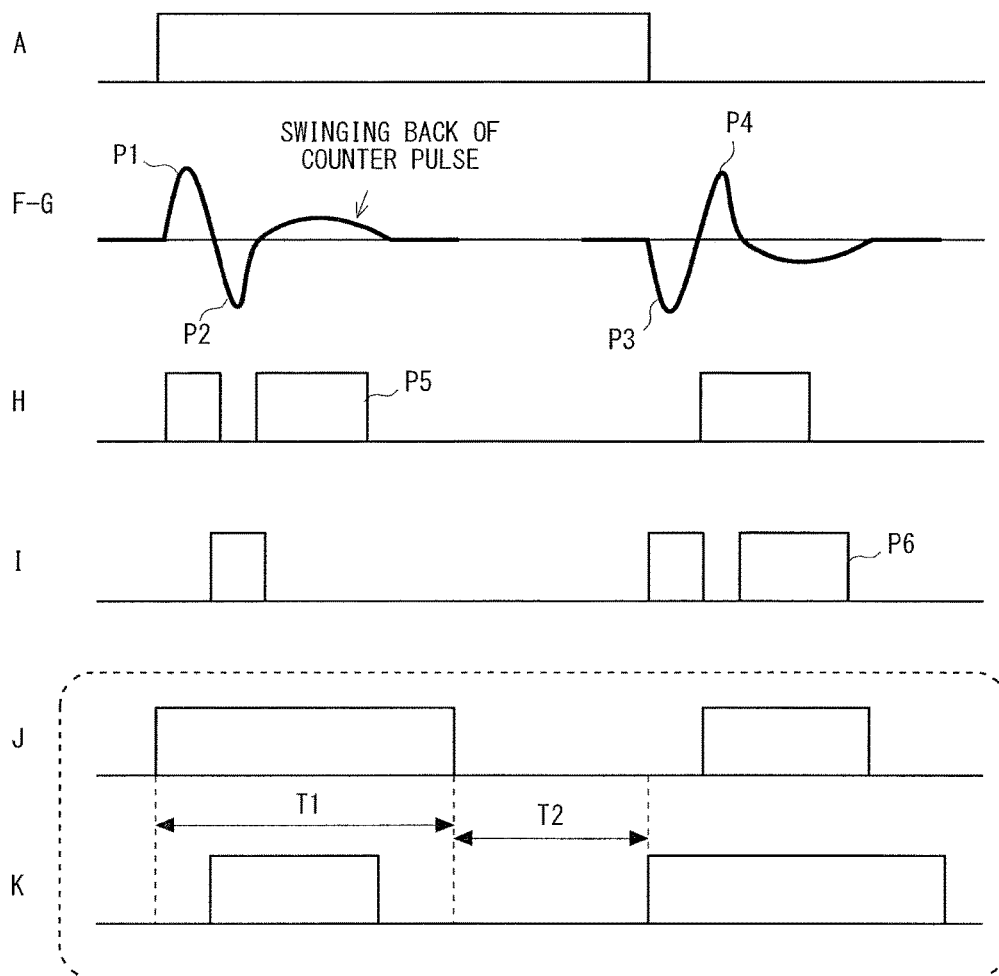 A
SWINGING BACK OF
COUNTER PULSE
P1
P4
F-G
P2
P3
H
P5
I
P6
J
T1
T2
K